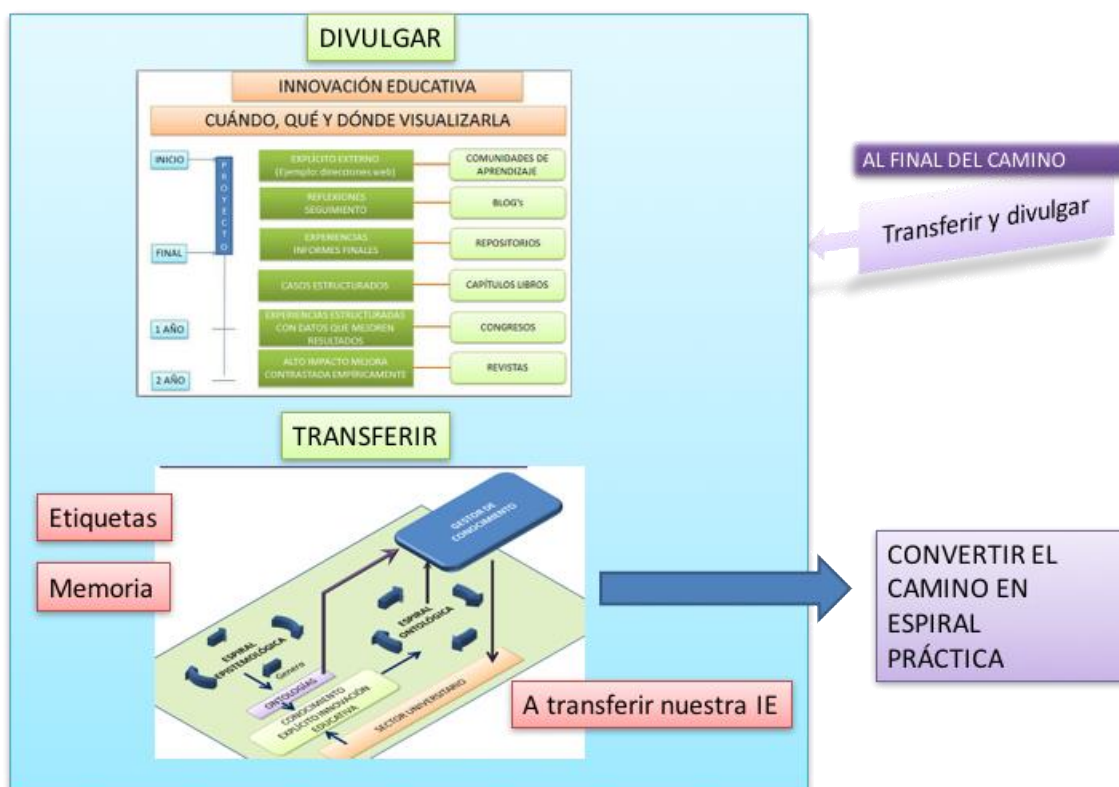 DIVULGAR
INNOVACIÓN EDUCATIVA
CUÁNDO, QUÉ Y DÓNDE VISUALIZARLA
INICIO
PROYECTO
FINAL
1 AÑO
2 AÑO
EXPLÍCITO EXTERNO
(Ejemplo: direcciones web)
COMUNIDADES DE
APRENDIZAJE
REFLEXIONES
SEGUIMIENTO
BLOG's
EXPERIENCIAS
INFORMES FINALES
REPOSITORIOS
CASOS ESTRUCTURADOS
CAPÍTULOS LIBROS
EXPERIENCIAS ESTRUCTURADAS
CON DATOS QUE MEJOREN
RESULTADOS
CONGRESOS
ALTO IMPACTO MEJORA
CONTRASTADA EMPÍRICAMENTE
REVISTAS
AL FINAL DEL CAMINO
Transferir y divulgar
TRANSFERIR
Etiquetas
Memoria
GESTOR DE
CONOCIMIENTO
ESPIRAL
EPISTEMOLÓGICA
ESPIRAL
ONTOLÓGICA
Genera
ONTOLOGÍAS
CONOCIMIENTO
EXPLÍCITO INNOVACIÓN
EDUCATIVA
SECTOR UNIVERSITARIO
A transferir nuestra IE
CONVERTIR EL
CAMINO EN
ESPIRAL
PRÁCTICA